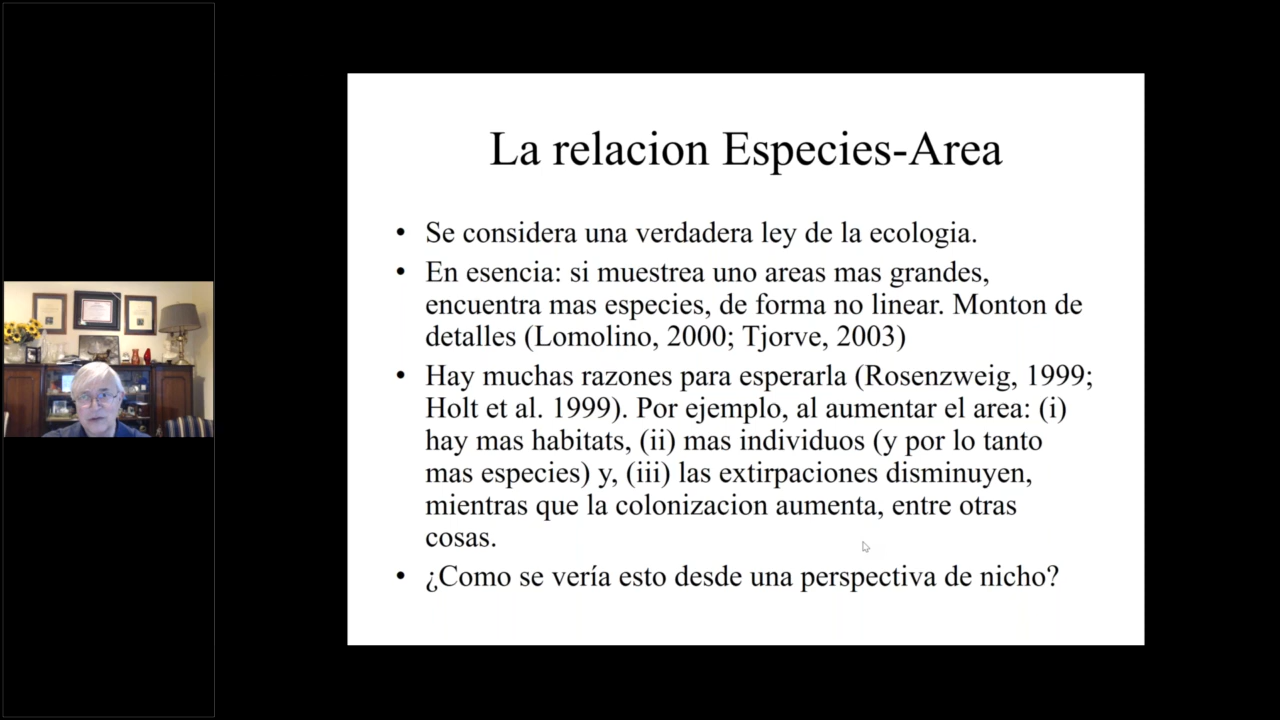 La relacion Especies-Area
• Se considera una verdadera ley de la ecologia.
• En esencia: si muestrea uno areas mas grandes,
encuentra mas especies, de forma no linear. Monton de
detalles (Lomolino, 2000; Tjorve, 2003)
• Hay muchas razones para esperarla (Rosenzweig, 1999;
Holt et al. 1999). Por ejemplo, al aumentar el area: (i)
hay mas habitats, (ii) mas individuos (y por lo tanto
mas especies) y, (iii) las extirpaciones disminuyen,
mientras que la colonizacion aumenta, entre otras
cosas.
• ¿Como se vería esto desde una perspectiva de nicho?